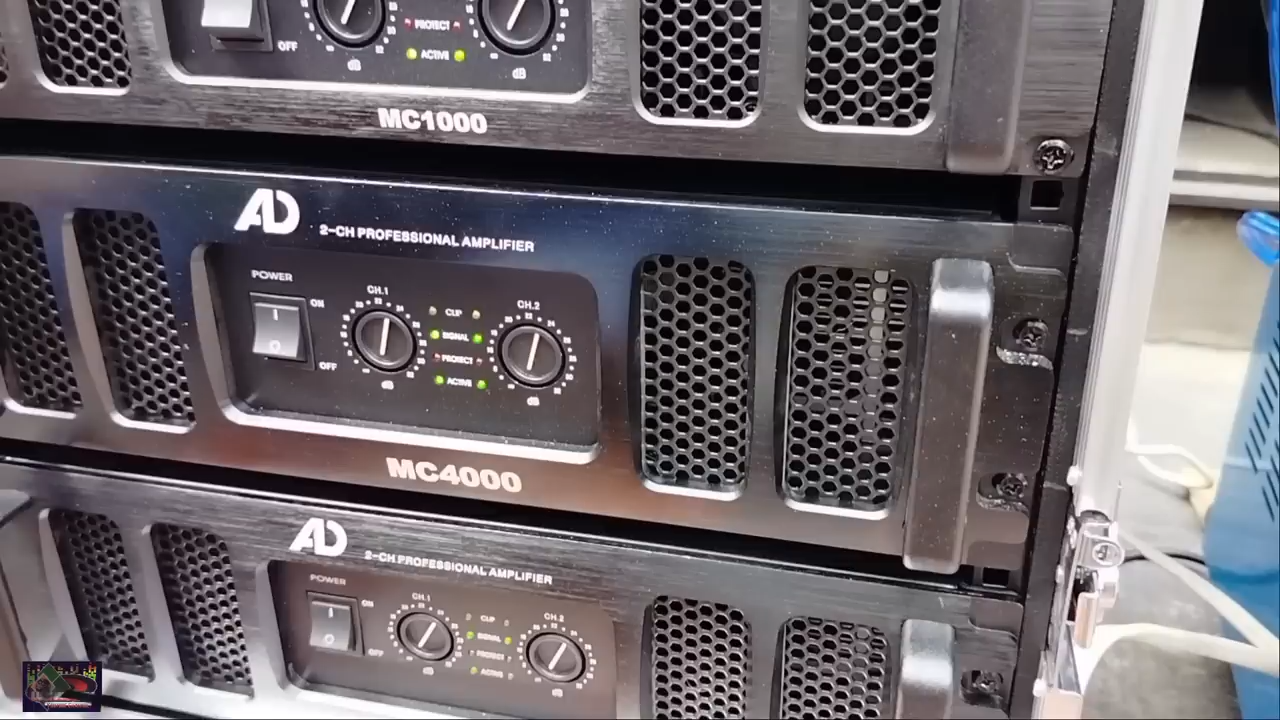 PROTECT
OFF
ACTIVE
dB
dB
MC1000
AD
2-CH PROFESSIONAL AMPLIFIER
POWER
ON
OFF
CH.1
CH.2
CLIP
SIGNAL
PROTECT
ACTIVE
dB
dB
MC4000
AD
2-CH PROFESSIONAL AMPLIFIER
POWER
ON
OFF
CH.1
CH.2
CLIP
SIGNAL
PROTECT
ACTIVE
dB
dB